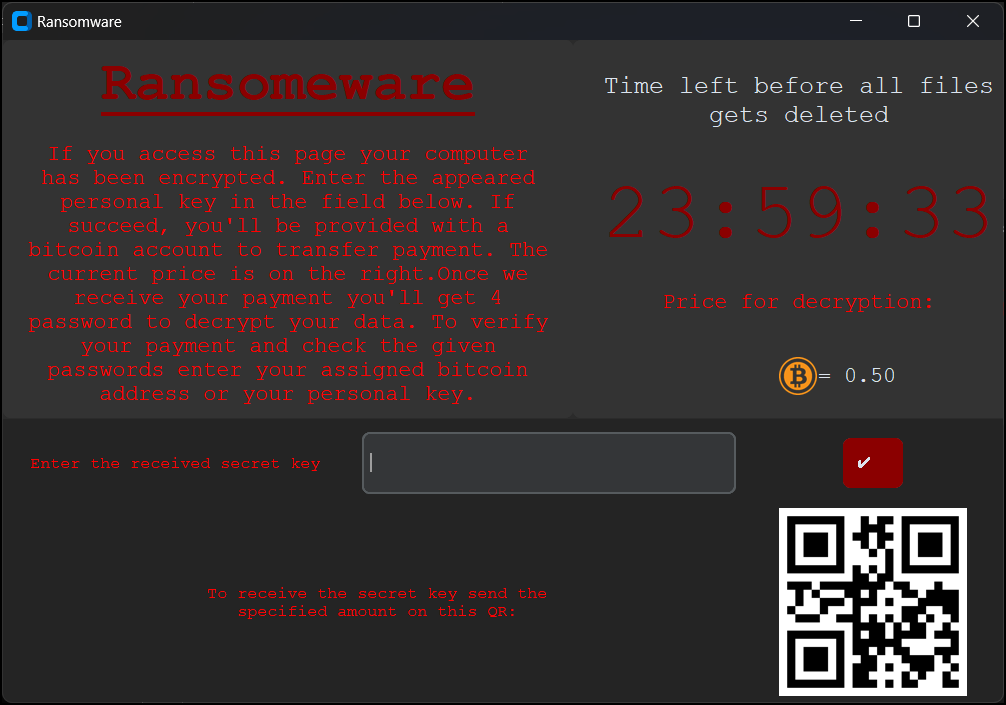 Ransomware
Ransomeware
If you access this page your computer
has been encrypted. Enter the appeared
personal key in the field below. If
succeed, you'll be provided with a
bitcoin account to transfer payment. The
current price is on the right.Once we
receive your payment you'll get 4
password to decrypt your data. To verify
your payment and check the given
passwords enter your assigned bitcoin
address or your personal key.
Time left before all files
gets deleted
23:59:33
Price for decryption:
= 0.50
Enter the received secret key
To receive the secret key send the
specified amount on this QR: